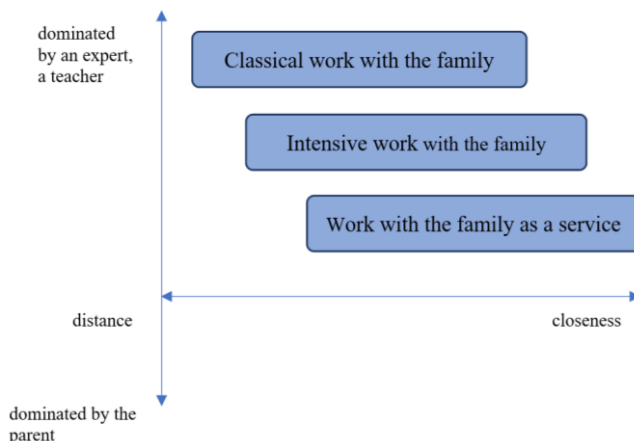 dominated
by an expert,
a teacher
Classical work with the family
Intensive work with the family
Work with the family as a service
distance
closeness
dominated by the
parent